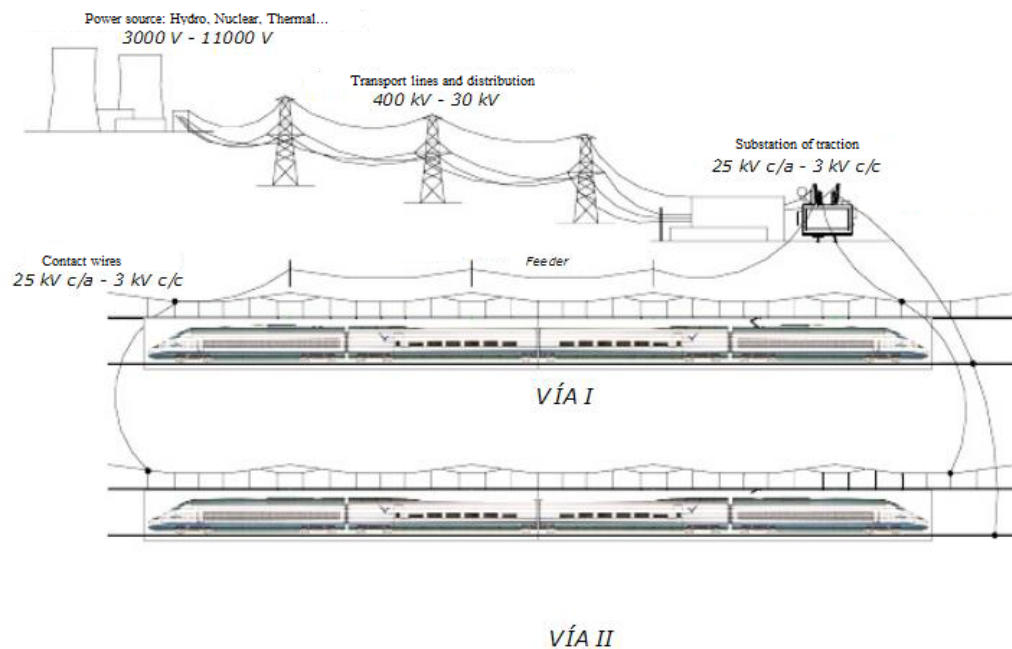 Power source: Hydro, Nuclear, Thermal...
3000 V - 11000 V
Transport lines and distribution
400 kV - 30 kV
Substation of traction
25 kV c/a - 3 kV c/c
Contact wires
25 kV c/a - 3 kV c/c
Feeder
VÍA I
VÍA II